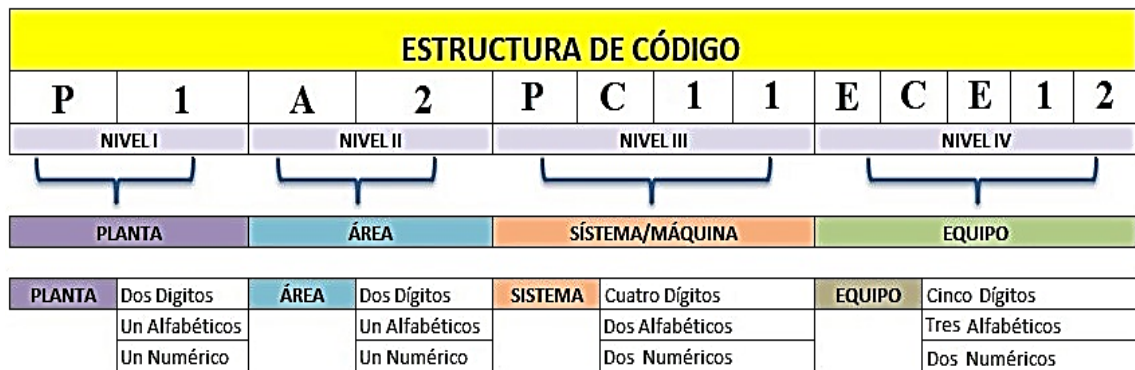 ESTRUCTURA DE CÓDIGO
P 1 A 2 P C 1 1 E C E 1 2
NIVEL I NIVEL II NIVEL III NIVEL IV
PLANTA ÁREA SÍSTEMA/MÁQUINA EQUIPO
PLANTA Dos Digitos ÁREA Dos Dígitos SISTEMA Cuatro Dígitos EQUIPO Cinco Dígitos
Un Alfabéticos Un Alfabéticos Dos Alfabéticos Tres Alfabéticos
Un Numérico Un Numérico Dos Numéricos Dos Numéricos